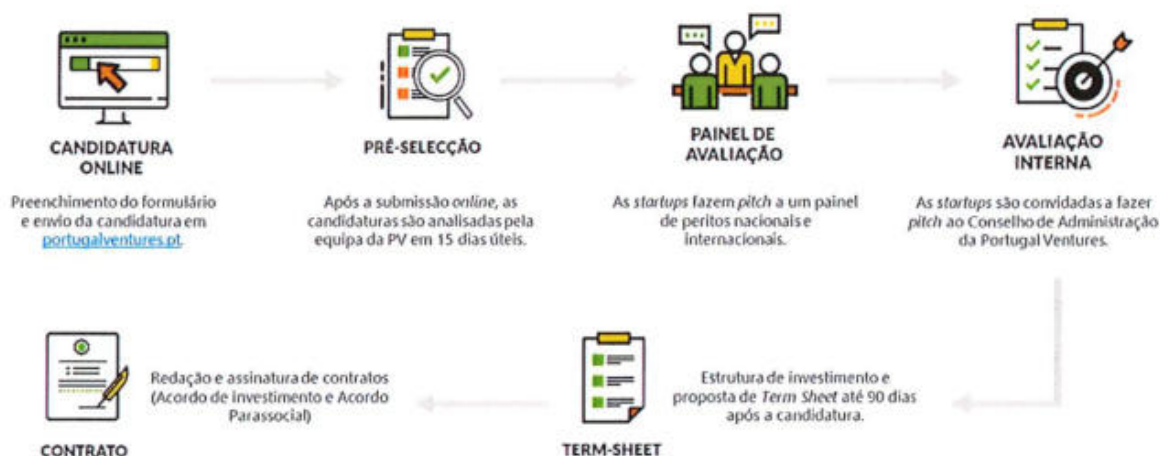 CANDIDATURA
ONLINE
Preenchimento do formulário
e envio da candidatura em
portugalventures.pt.
PRÉ-SELECÇÃO
Após a submissão online, as
candidaturas são analisadas pela
equipa da PV em 15 dias úteis.
PAINEL DE
AVALIAÇÃO
As startups fazem pitch a um painel
de peritos nacionais e
internacionais.
AVALIAÇÃO
INTERNA
As startups são convidadas a fazer
pitch ao Conselho de Administração
da Portugal Ventures.
Estrutura de investimento e
proposta de Term Sheet até 90 dias
após a candidatura.
TERM-SHEET
Redação e assinatura de contratos
(Acordo de investimento e Acordo
Parassocial)
CONTRATO